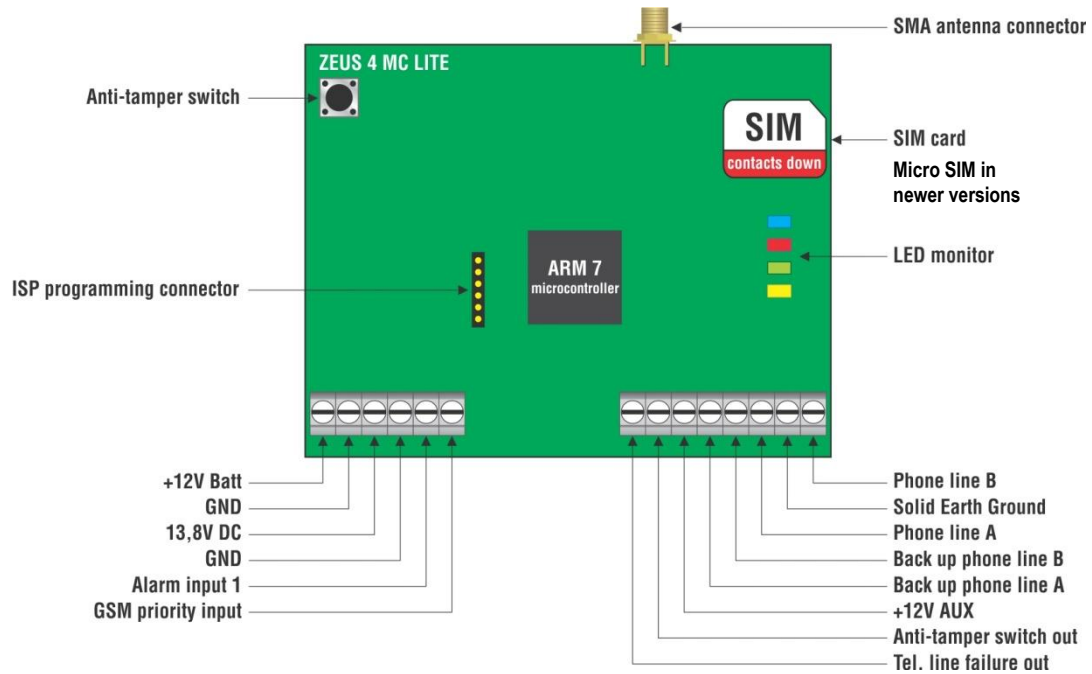 SMA antenna connector
ZEUS 4 MC LITE
Anti-tamper switch
SIM
contacts down
SIM card
Micro SIM in
newer versions
LED monitor
ARM 7
microcontroller
ISP programming connector
+12V Batt
GND
13,8V DC
GND
Alarm input 1
GSM priority input
Phone line B
Solid Earth Ground
Phone line A
Back up phone line B
Back up phone line A
+12V AUX
Anti-tamper switch out
Tel. line failure out